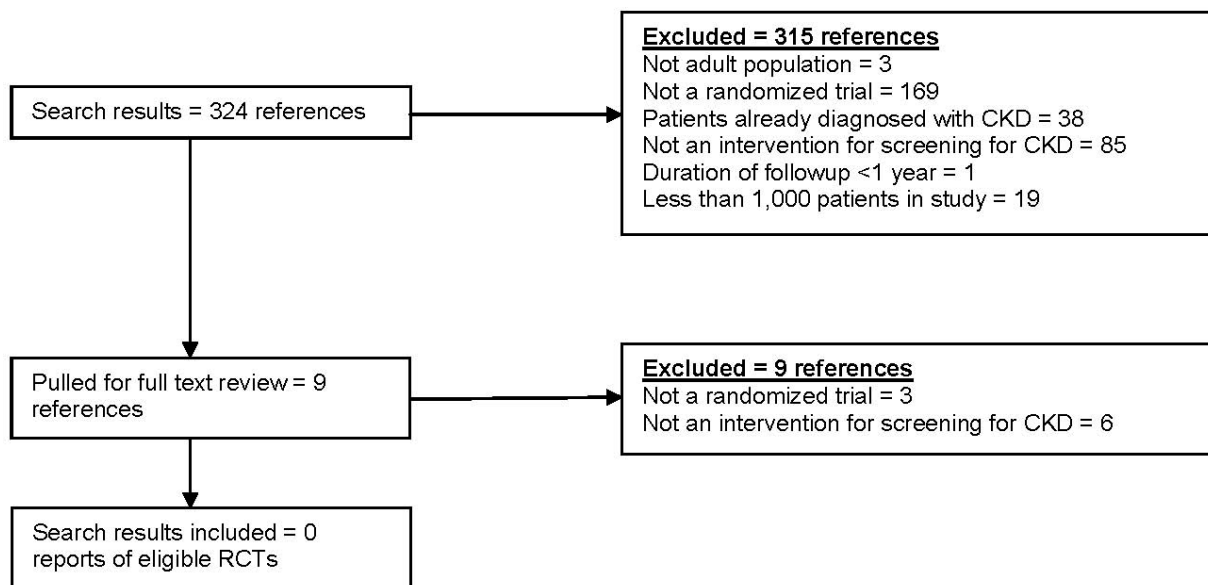 Search results = 324 references
Excluded = 315 references
Not adult population = 3
Not a randomized trial = 169
Patients already diagnosed with CKD = 38
Not an intervention for screening for CKD = 85
Duration of followup <1 year = 1
Less than 1,000 patients in study = 19
Pulled for full text review = 9
references
Excluded = 9 references
Not a randomized trial = 3
Not an intervention for screening for CKD = 6
Search results included = 0
reports of eligible RCTs